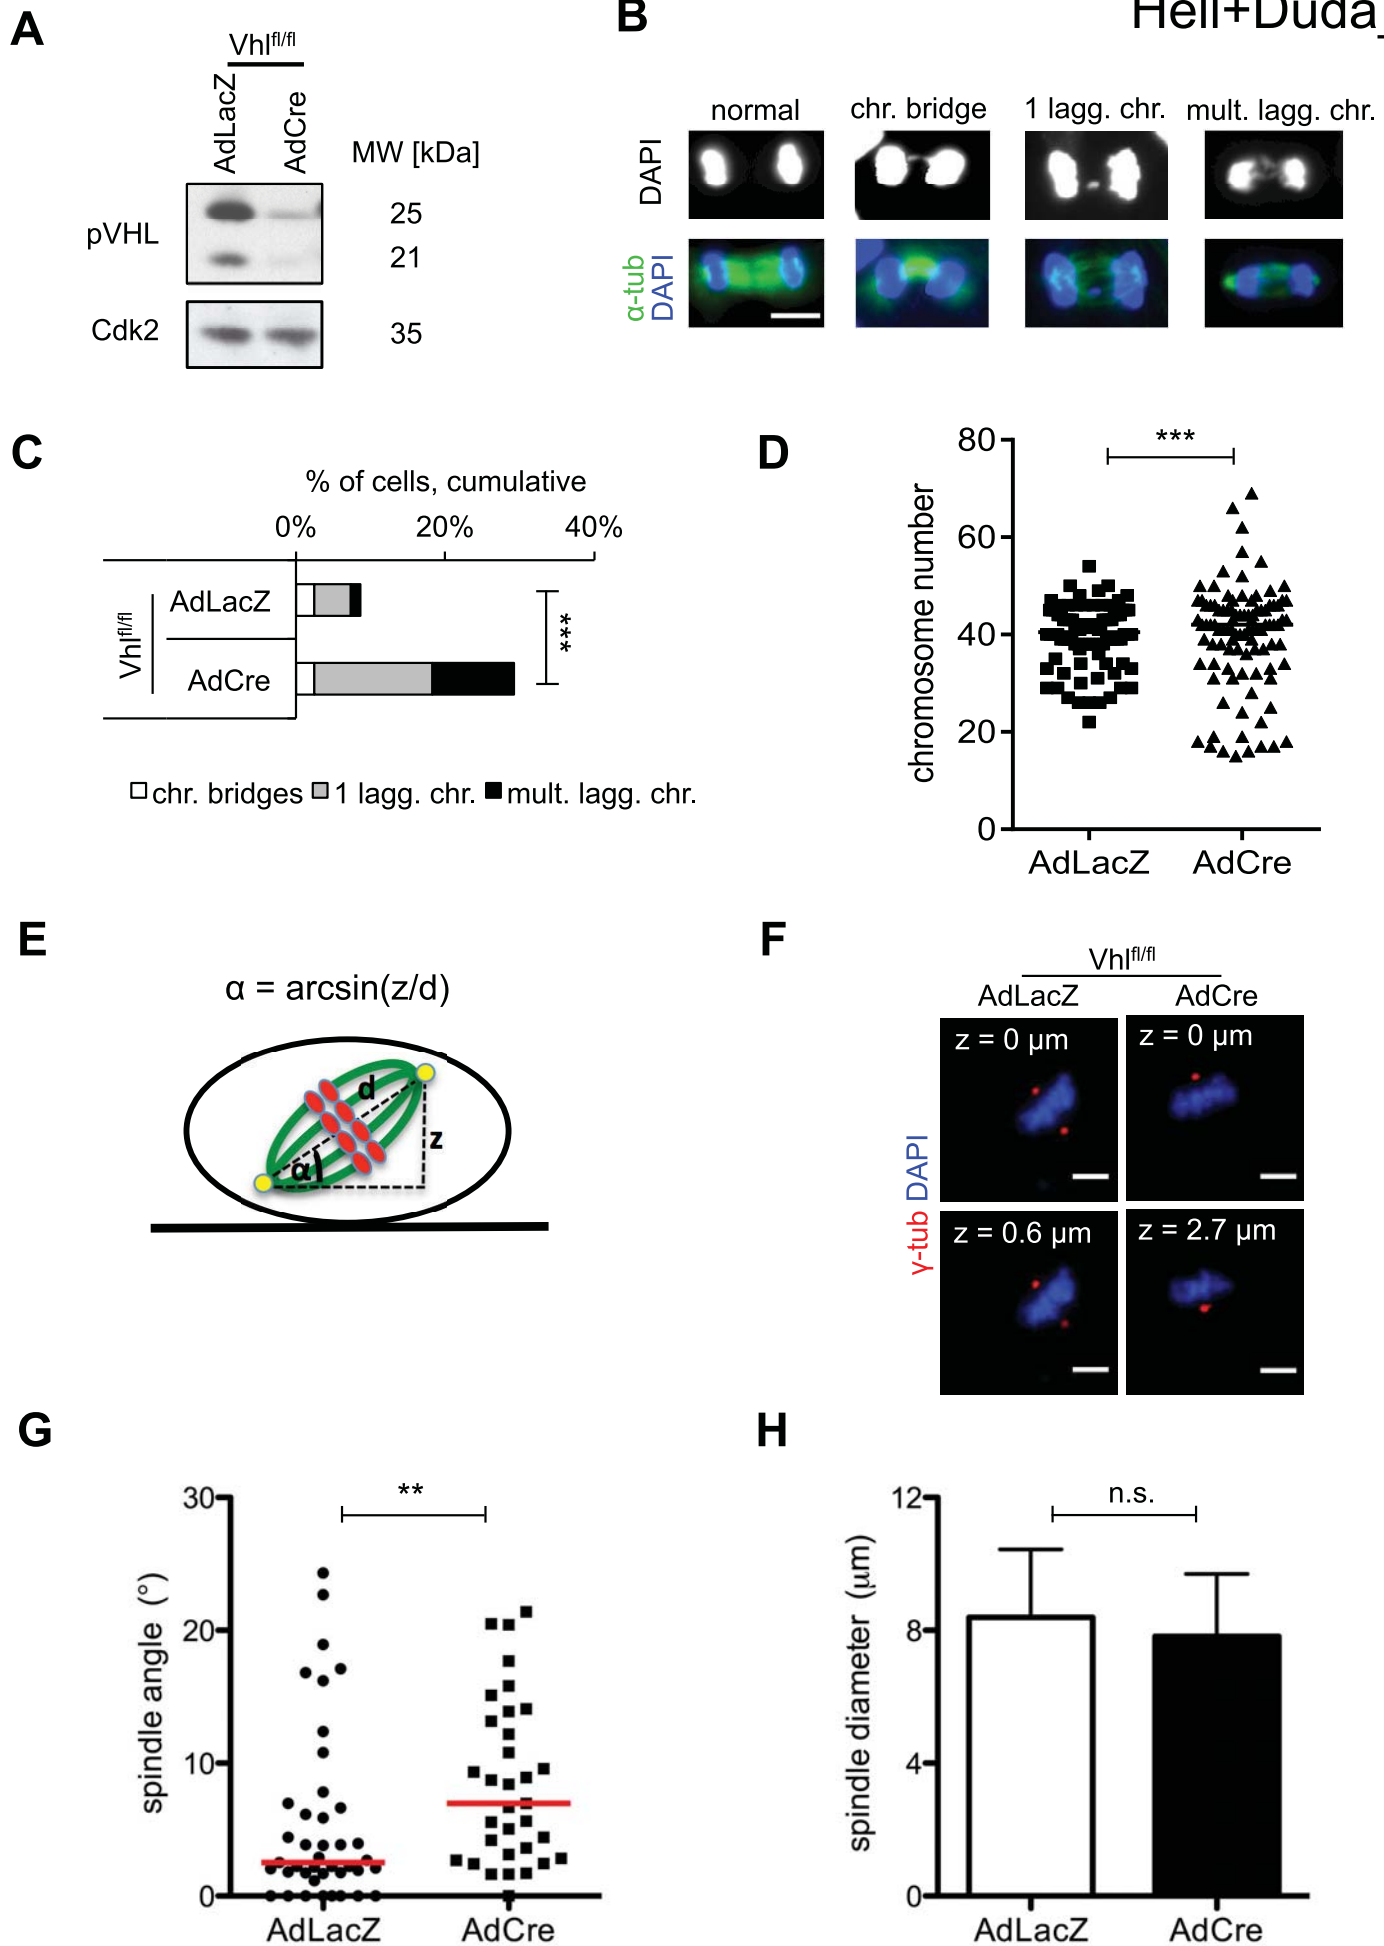 Hell+Duda_
A
Vhlfl/fl
AdLacZ
AdCre
MW [kDa]
pVHL
25
21
Cdk2
35
B
normal
chr. bridge
1 lagg. chr.
mult. lagg. chr.
DAPI
α-tub
DAPI
C
% of cells, cumulative
0%
20%
40%
Vhlfl/fl
AdLacZ
AdCre
***
chr. bridges
1 lagg. chr.
mult. lagg. chr.
D
***
chromosome number
80
60
40
20
0
AdLacZ
AdCre
E
α = arcsin(z/d)
d
z
α
F
Vhlfl/fl
AdLacZ
AdCre
γ-tub DAPI
z = 0 μm
z = 0 μm
z = 0.6 μm
z = 2.7 μm
G
**
spindle angle (°)
30
20
10
0
AdLacZ
AdCre
H
n.s.
spindle diameter (μm)
12
8
4
0
AdLacZ
AdCre